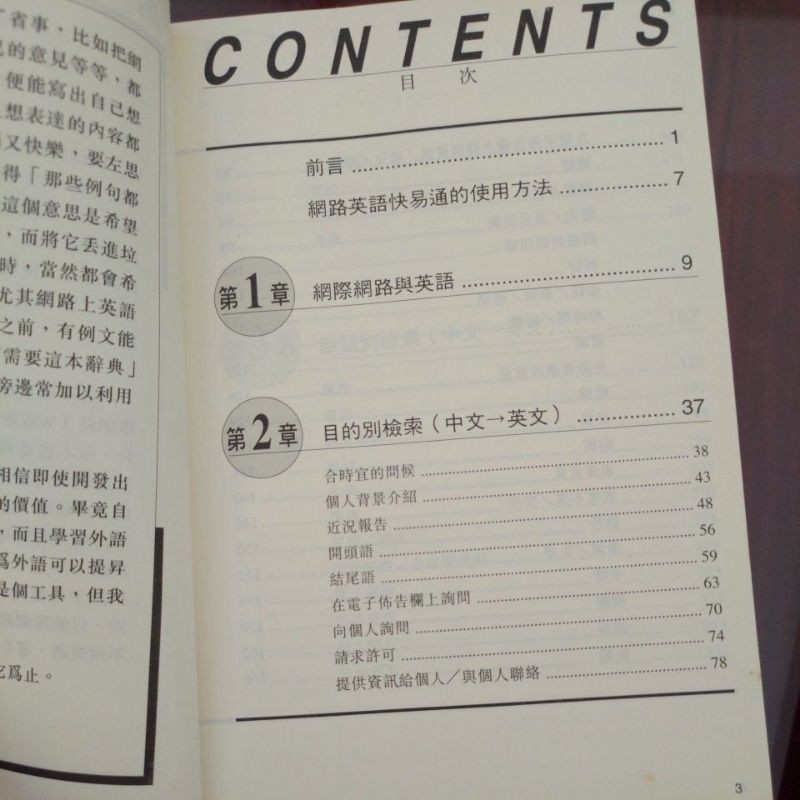 省事，比如把網
的意見等等，都
便能寫出自己想
想表達的內容都
又快樂，要左思
得「那些例句都
這個意思是希望
，而將它丟進垃
時，當然都會希
尤其網路上英語
之前，有例文能
需要這本辭典」
旁邊常加以利用
相信即使開發出
的價值。畢竟自
，而且學習外語
爲外語可以提昇
是個工具，但我
爲止。
CONTENTS
目 次
前言 1
網路英語快易通的使用方法 7
第1章 網際網路與英語 9
第2章 目的別檢索（中文→英文） 37
合時宜的問候 38
個人背景介紹 43
近況報告 48
開頭語 56
結尾語 59
在電子佈告欄上詢問 63
向個人詢問 70
請求許可 74
提供資訊給個人／與個人聯絡 78
3